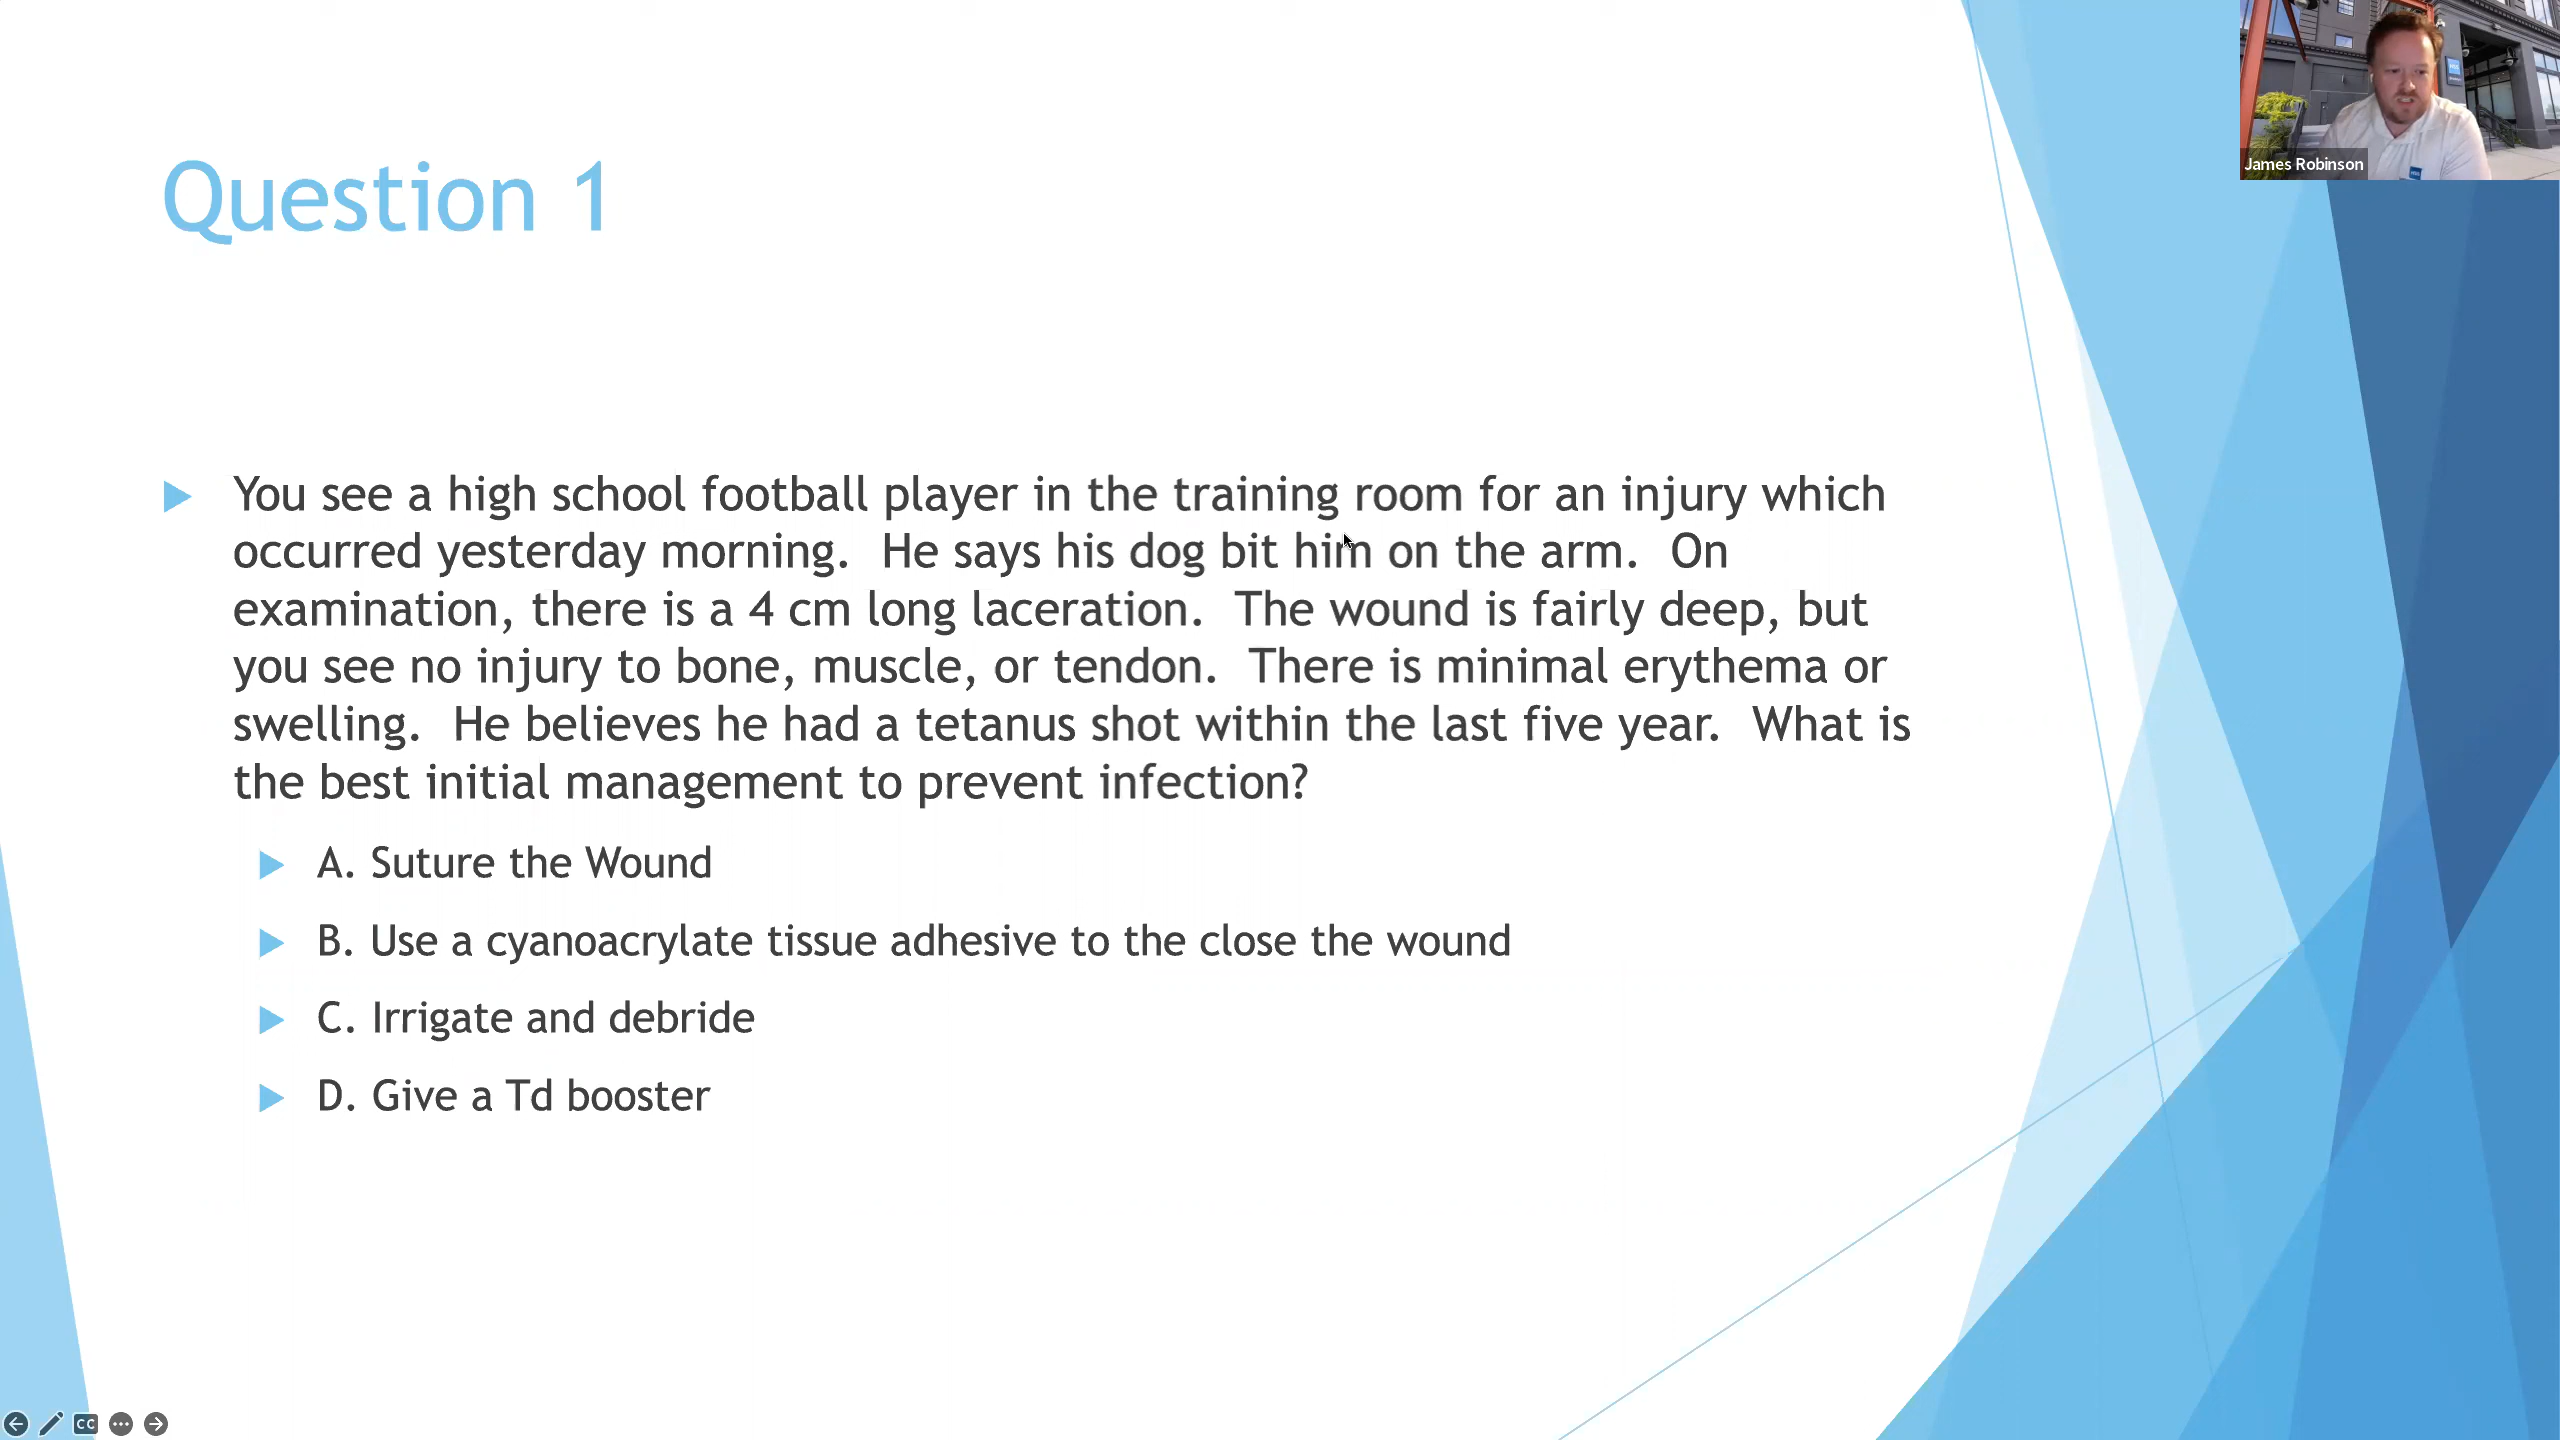 Question 1
You see a high school football player in the training room for an injury which
occurred yesterday morning.  He says his dog bit him on the arm.  On
examination, there is a 4 cm long laceration.  The wound is fairly deep, but
you see no injury to bone, muscle, or tendon.  There is minimal erythema or
swelling.  He believes he had a tetanus shot within the last five year.  What is
the best initial management to prevent infection?
A. Suture the Wound
B. Use a cyanoacrylate tissue adhesive to the close the wound
C. Irrigate and debride
D. Give a Td booster
James Robinson
CC